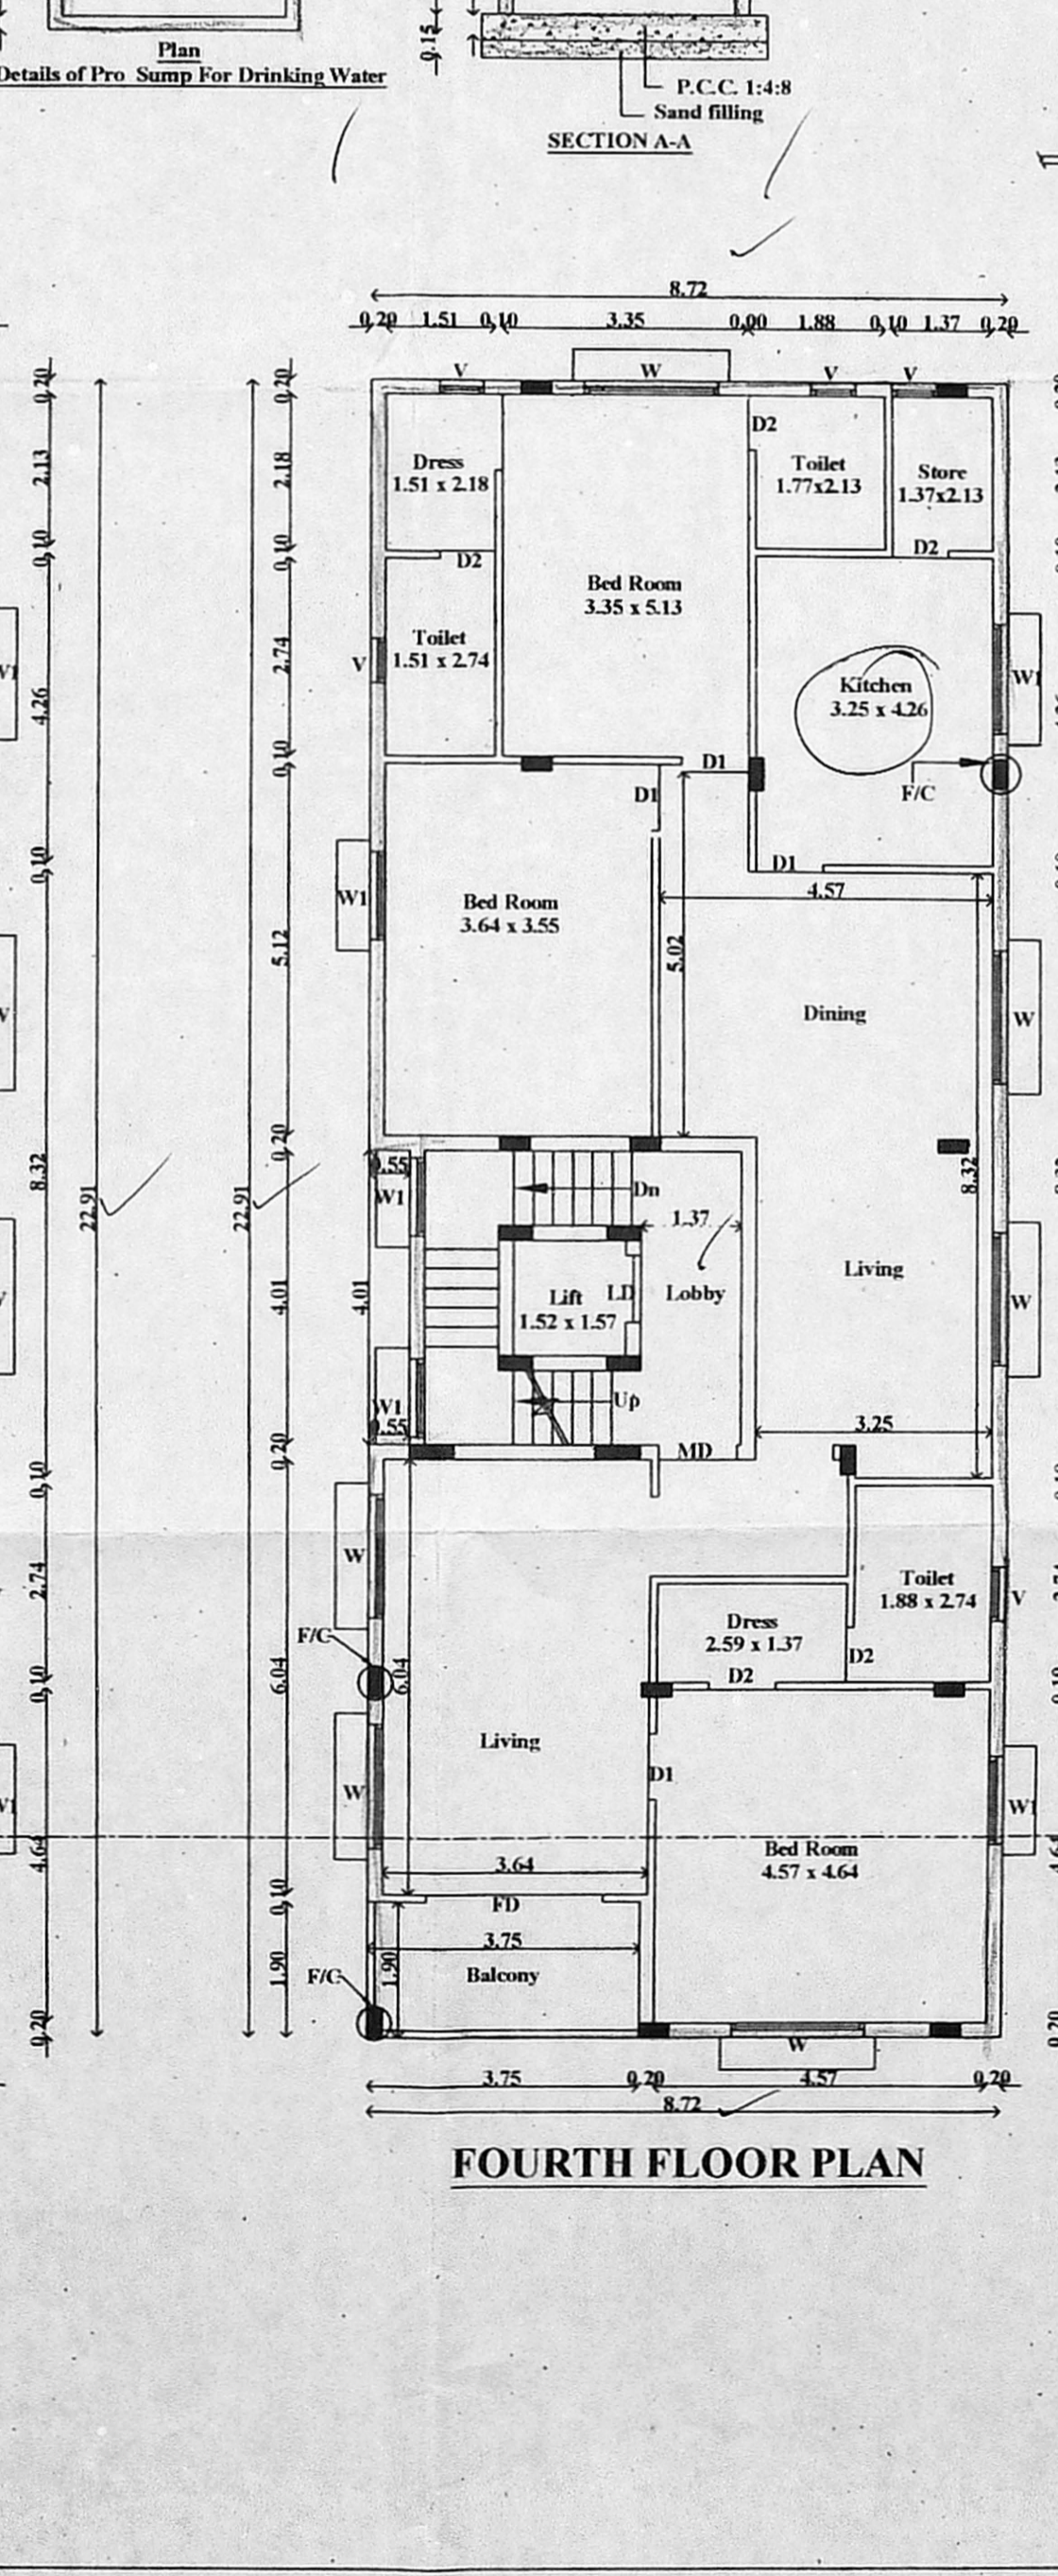 Plan
Details of Pro Sump For Drinking Water
0.15
P.C.C. 1:4:8
Sand filling
SECTION A-A
8.72
0.20 1.51 0.10 3.35 0.00 1.88 0.10 1.37 0.20
V W V V
0.20 0.20
D2
2.13 2.18
Dress
1.51 x 2.18
Toilet
1.77x2.13
Store
1.37x2.13
0.10 0.10
D2 D2
Bed Room
3.35 x 5.13
Toilet
1.51 x 2.74
V
2.74
4.26
W1
Kitchen
3.25 x 4.26
W1
0.10
D1
D1
F/C
0.10
D1
4.57
W1
Bed Room
3.64 x 3.55
5.12
5.02
Dining
W
W
0.20
0.55
W1
Dn
8.32
22.91
22.91
8.32
1.37
4.01
4.01
Lift
1.52 x 1.57
LD
Lobby
Living
W
W1
0.55
Up
3.25
0.20
MD
0.10
W
2.74
Toilet
1.88 x 2.74
V
Dress
2.59 x 1.37
F/C
D2
D2
0.10
6.04
6.04
Living
D1
W
W1
W1
4.64
Bed Room
4.57 x 4.64
3.64
0.10
FD
3.75
1.90
1.90
Balcony
F/C
0.20
W
3.75 0.20 4.57 0.20
8.72
FOURTH FLOOR PLAN
0.20